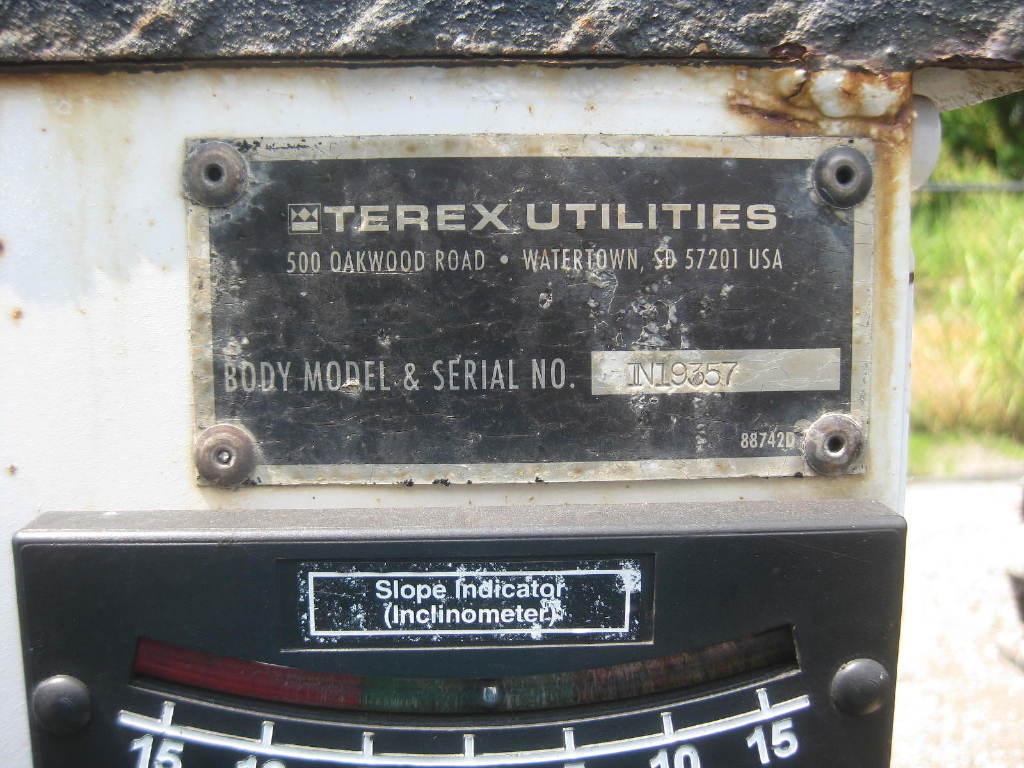 TEREX UTILITIES
500 OAKWOOD ROAD • WATERTOWN, SD 57201 USA
BODY MODEL & SERIAL NO. 1N19357
88742D
Slope Indicator
(Inclinometer)
15 10 15